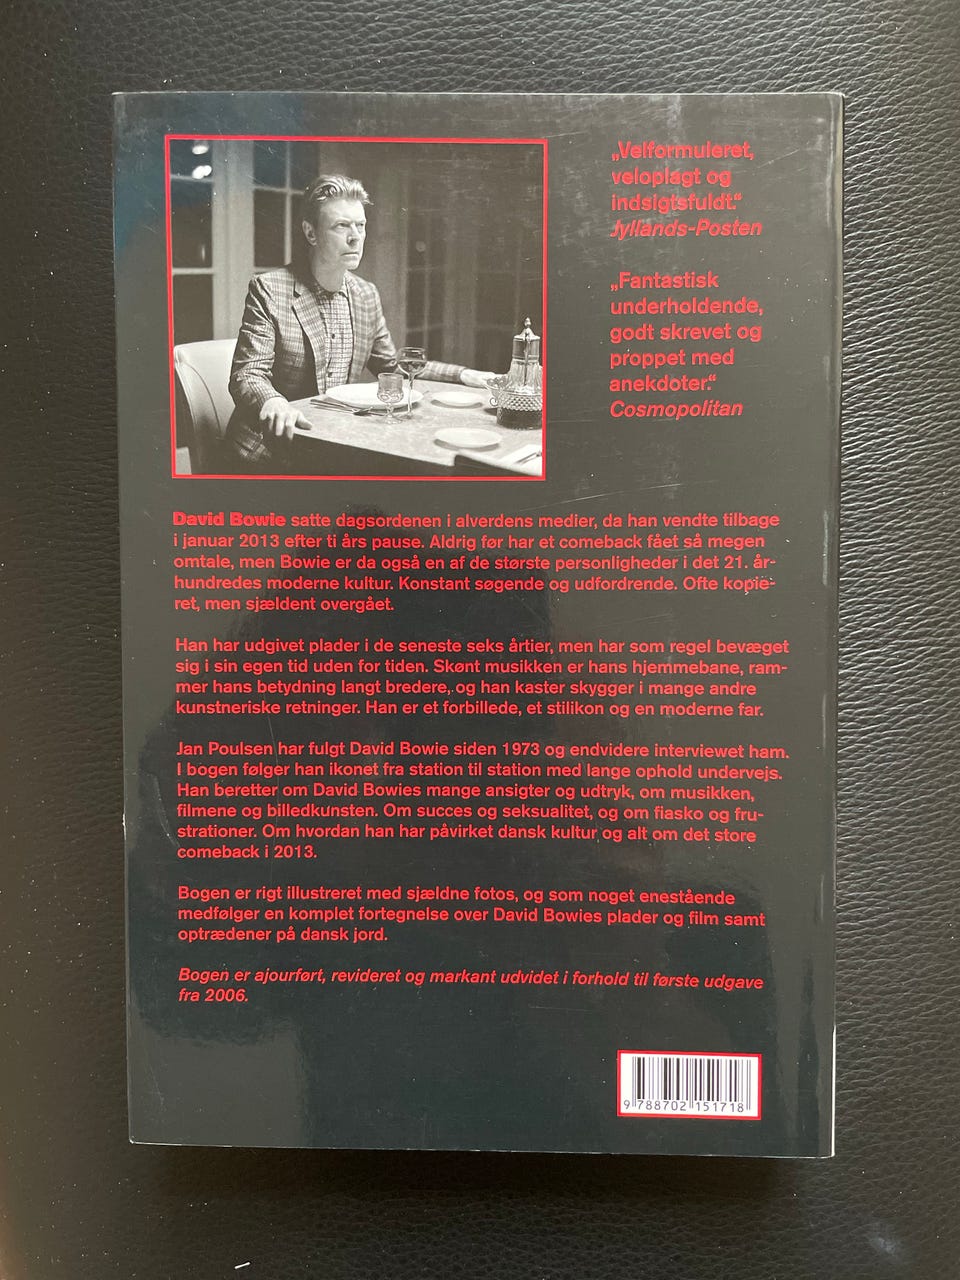 „Velformuleret,
veloplagt og
indsigtsfuldt.“
Jyllands-Posten
„Fantastisk
underholdende,
godt skrevet og
proppet med
anekdoter.“
Cosmopolitan
David Bowie satte dagsordenen i alverdens medier, da han vendte tilbage
i januar 2013 efter ti års pause. Aldrig før har et comeback fået så megen
omtale, men Bowie er da også en af de største personligheder i det 21. år-
hundredes moderne kultur. Konstant søgende og udfordrende. Ofte kopie-
ret, men sjældent overgået.
Han har udgivet plader i de seneste seks årtier, men har som regel bevæget
sig i sin egen tid uden for tiden. Skønt musikken er hans hjemmebane, ram-
mer hans betydning langt bredere, og han kaster skygger i mange andre
kunstneriske retninger. Han er et forbillede, et stilikon og en moderne far.
Jan Poulsen har fulgt David Bowie siden 1973 og endvidere interviewet ham.
I bogen følger han ikonet fra station til station med lange ophold undervejs.
Han beretter om David Bowies mange ansigter og udtryk, om musikken,
filmene og billedkunsten. Om succes og seksualitet, og om fiasko og fru-
strationer. Om hvordan han har påvirket dansk kultur og alt om det store
comeback i 2013.
Bogen er rigt illustreret med sjældne fotos, og som noget enestående
medfølger en komplet fortegnelse over David Bowies plader og film samt
optrædener på dansk jord.
Bogen er ajourført, revideret og markant udvidet i forhold til første udgave
fra 2006.
9 788702 151718